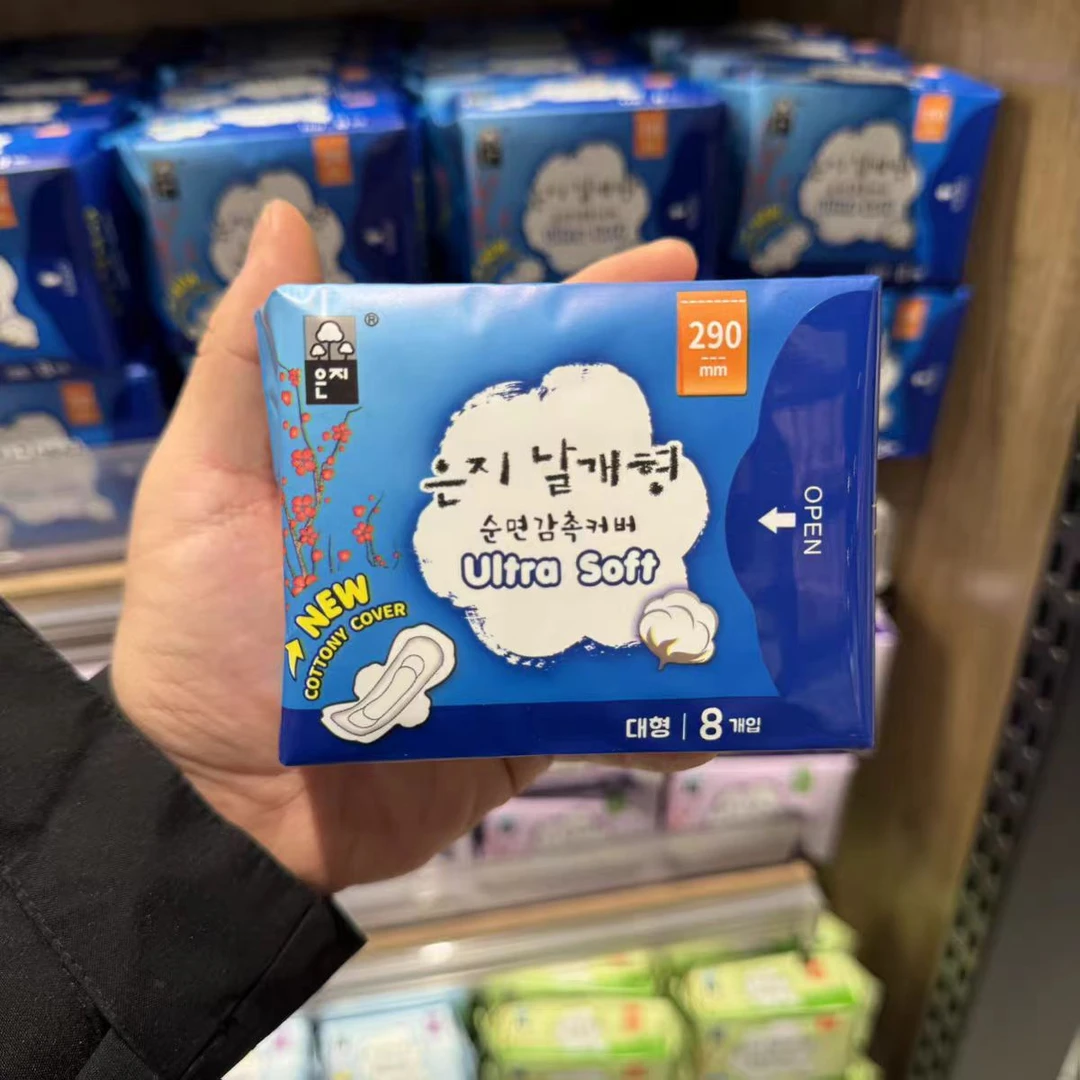 은지
®
290
mm
은지 날개형
순면감촉커버
Ultra Soft
OPEN
NEW
COTTONY COVER
대형 | 8개입